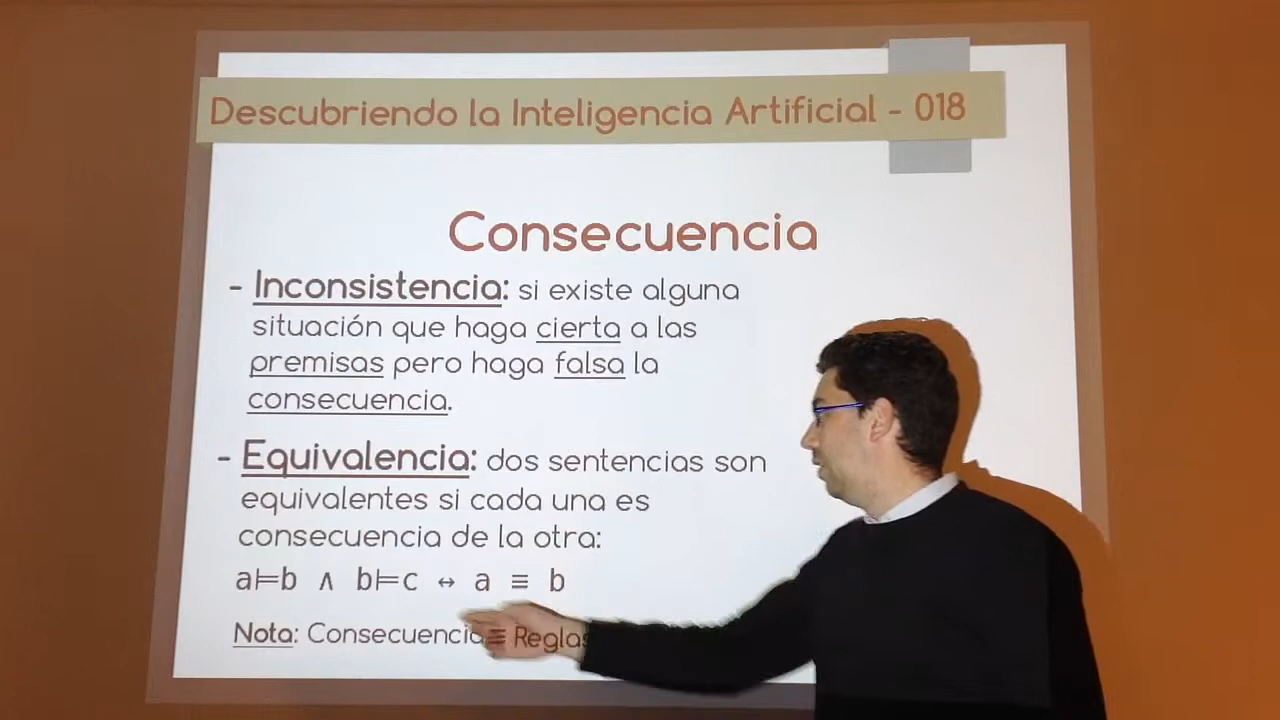 Descubriendo la Inteligencia Artificial - 018
Consecuencia
- Inconsistencia: si existe alguna
situación que haga cierta a las
premisas pero haga falsa la
consecuencia.
- Equivalencia: dos sentencias son
equivalentes si cada una es
consecuencia de la otra:
a⊨b ∧ b⊨c ↔ a ≡ b
Nota: Consecuencia ≡ Reglas